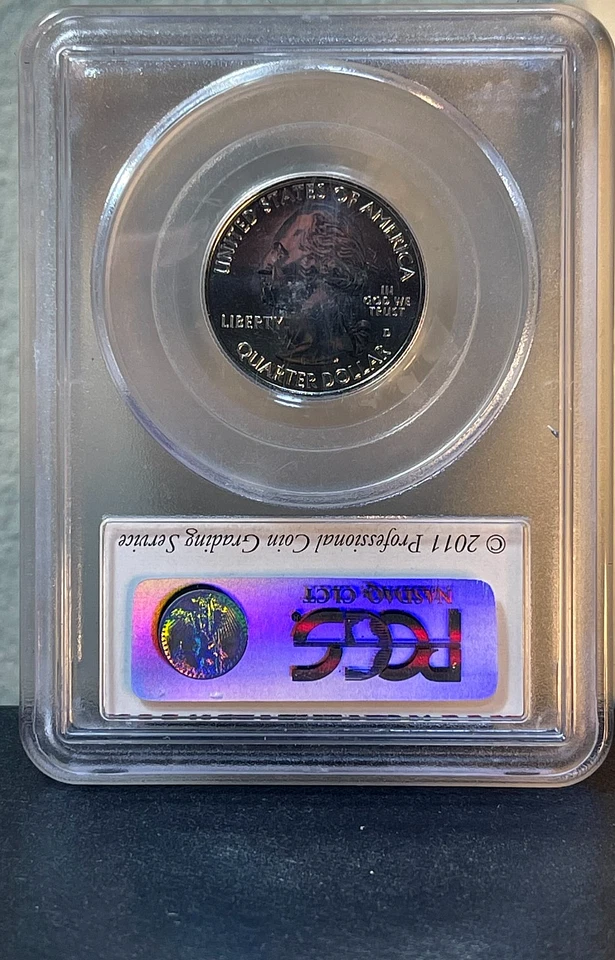 UNITED STATES OF AMERICA
LIBERTY
IN
GOD WE
TRUST
D
QUARTER DOLLAR
© 2011 Professional Coin Grading Service
NASDAQ: CLCT
PCGS®